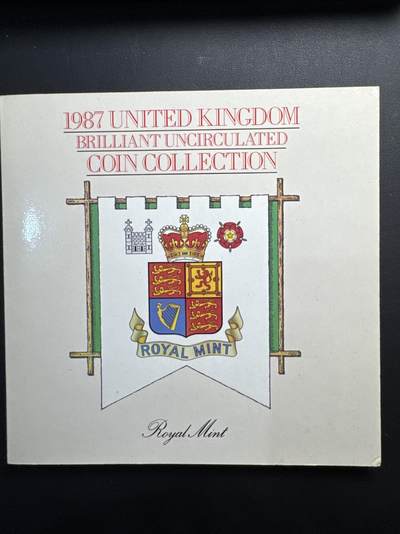 1987 UNITED KINGDOM
BRILLIANT UNCIRCULATED
COIN COLLECTION
ROYAL MINT
Royal Mint